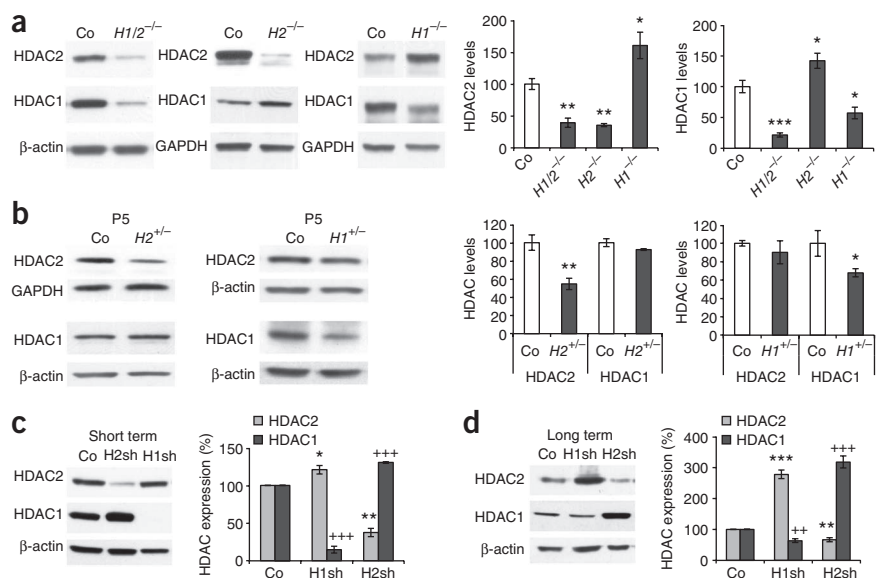 a
Co H1/2−/−
HDAC2
HDAC1
β-actin
Co H2−/−
HDAC2
HDAC1
GAPDH
Co H1−/−
HDAC2
HDAC1
GAPDH
HDAC2 levels
200
150
100
50
0
Co H1/2−/− H2−/− H1−/−
** ** *
HDAC1 levels
200
150
100
50
0
Co H1/2−/− H2−/− H1−/−
*** * *
b
P5
Co H2+/−
HDAC2
GAPDH
HDAC1
β-actin
P5
Co H1+/−
HDAC2
β-actin
HDAC1
β-actin
HDAC levels
120
100
80
60
40
20
0
**
Co H2+/− Co H2+/−
HDAC2 HDAC1
HDAC levels
120
100
80
60
40
20
0
*
Co H1+/− Co H1+/−
HDAC2 HDAC1
c
Short term
Co H2sh H1sh
HDAC2
HDAC1
β-actin
HDAC2
HDAC1
HDAC expression (%)
150
100
50
0
* +++ ** +++
Co H1sh H2sh
d
Long term
Co H1sh H2sh
HDAC2
HDAC1
β-actin
HDAC2
HDAC1
HDAC expression (%)
400
300
200
100
0
*** ++ ** +++
Co H1sh H2sh